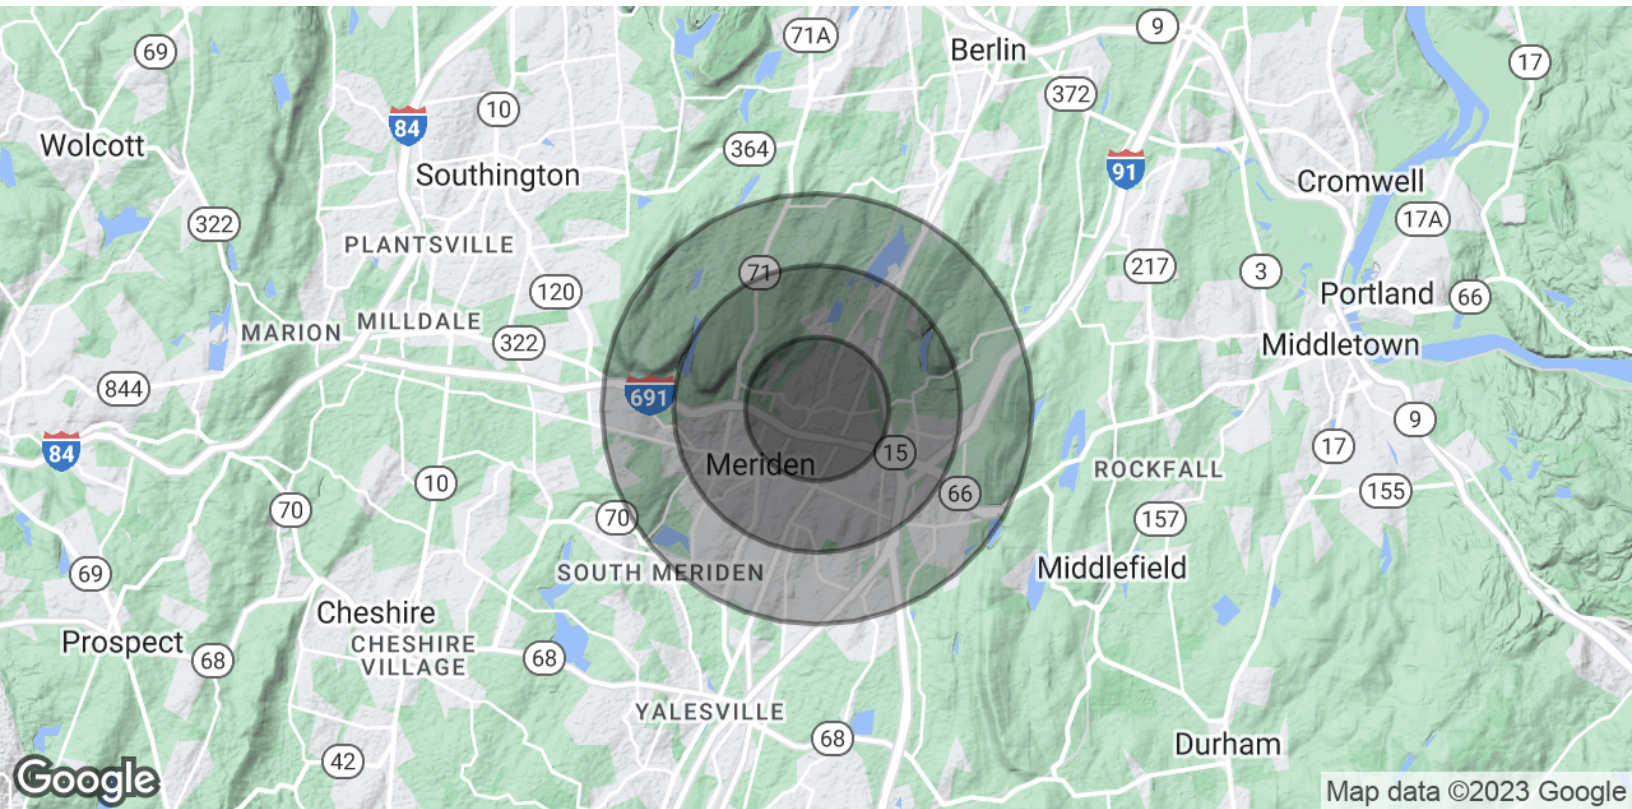 71A
9
69
Berlin
17
372
84
10
Wolcott
364
91
Southington
Cromwell
322
17A
PLANTSVILLE
71
217
3
120
Portland
66
MARION
MILLDALE
322
Middletown
844
691
9
84
15
17
Meriden
ROCKFALL
10
66
155
70
70
157
69
SOUTH MERIDEN
Middlefield
Cheshire
Prospect
CHESHIRE
VILLAGE
68
68
YALESVILLE
68
Durham
42
Google
Map data ©2023 Google